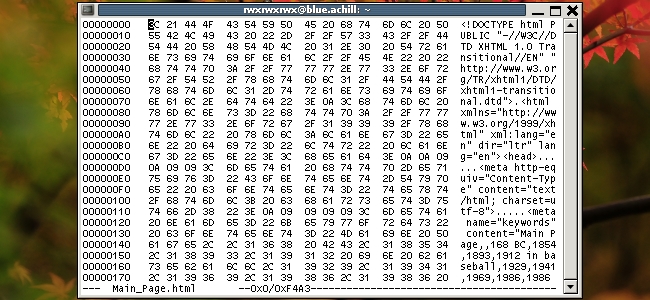 rwxrwxrwx@blue.achill: ~
00000000 3C 21 44 4F 43 54 59 50 45 20 68 74 6D 6C 20 50 <!DOCTYPE html P
00000010 55 42 4C 49 43 20 22 2D 2F 2F 57 33 43 2F 2F 44 UBLIC "-//W3C//D
00000020 54 44 20 58 48 54 4D 4C 20 31 2E 30 20 54 72 61 TD XHTML 1.0 Tra
00000030 6E 73 69 74 69 6F 6E 61 6C 2F 2F 45 4E 22 20 22 nsitional//EN" "
00000040 68 74 74 70 3A 2F 2F 77 77 77 2E 77 33 2E 6F 72 http://www.w3.or
00000050 67 2F 54 52 2F 78 68 74 6D 6C 31 2F 44 54 44 2F g/TR/xhtml1/DTD/
00000060 78 68 74 6D 6C 31 2D 74 72 61 6E 73 69 74 69 6F xhtml1-transitio
00000070 6E 61 6C 2E 64 74 64 22 3E 0A 3C 68 74 6D 6C 20 nal.dtd">.<html
00000080 78 6D 6C 6E 73 3D 22 68 74 74 70 3A 2F 2F 77 77 xmlns="http://ww
00000090 77 2E 77 33 2E 6F 72 67 2F 31 39 39 39 2F 78 68 w.w3.org/1999/xh
000000A0 74 6D 6C 22 20 78 6D 6C 3A 6C 61 6E 67 3D 22 65 tml" xml:lang="e
000000B0 6E 22 20 64 69 72 3D 22 6C 74 72 22 20 6C 61 6E n" dir="ltr" lan
000000C0 67 3D 22 65 6E 22 3E 3C 68 65 61 64 3E 0A 0A 09 g="en"><head>...
000000D0 0A 09 09 3C 6D 65 74 61 20 68 74 74 70 2D 65 71 ...<meta http-eq
000000E0 75 69 76 3D 22 43 6F 6E 74 65 6E 74 2D 54 79 70 uiv="Content-Typ
000000F0 65 22 20 63 6F 6E 74 65 6E 74 3D 22 74 65 78 74 e" content="text
00000100 2F 68 74 6D 6C 3B 20 63 68 61 72 73 65 74 3D 75 /html; charset=u
00000110 74 66 2D 38 22 3E 0A 09 09 09 09 3C 6D 65 74 61 tf-8">.....<meta
00000120 20 6E 61 6D 65 3D 22 6B 65 79 77 6F 72 64 73 22 name="keywords"
00000130 20 63 6F 6E 74 65 6E 74 3D 22 4D 61 69 6E 20 50 content="Main P
00000140 61 67 65 2C 2C 31 36 38 20 42 43 2C 31 38 35 34 age,,168 BC,1854
00000150 2C 31 38 39 33 2C 31 39 31 32 20 69 6E 20 62 61 ,1893,1912 in ba
00000160 73 65 62 61 6C 6C 2C 31 39 32 39 2C 31 39 34 31 seball,1929,1941
00000170 2C 31 39 36 39 2C 31 39 38 36 2C 31 39 38 36 20 ,1969,1986,1986
--- Main_Page.html --0x0/0xF4A3